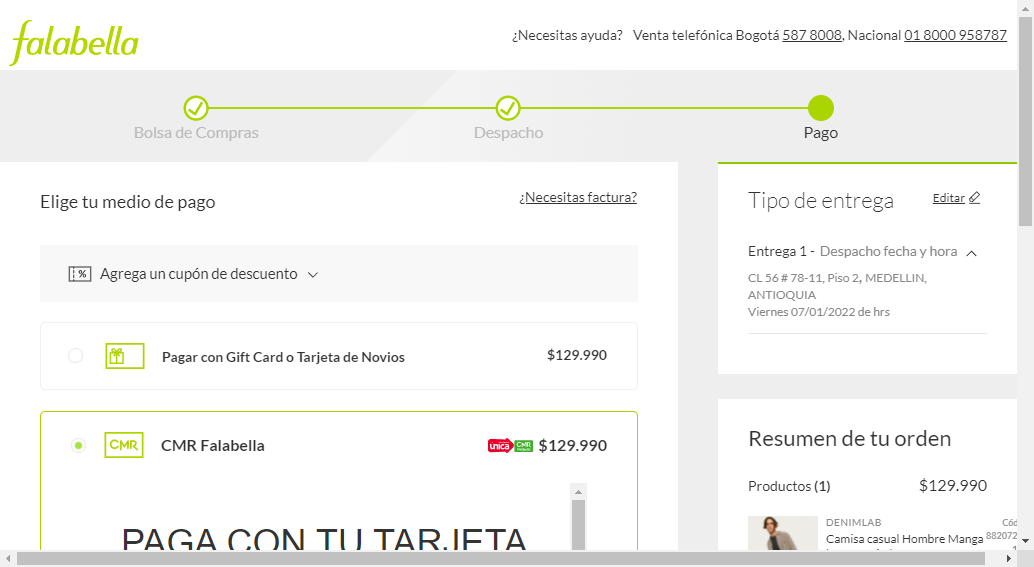 falabella
¿Necesitas ayuda? Venta telefónica Bogotá 587 8008, Nacional 01 8000 958787
Bolsa de Compras
Despacho
Pago
Elige tu medio de pago
¿Necesitas factura?
% Agrega un cupón de descuento
Pagar con Gift Card o Tarjeta de Novios
$129.990
CMR CMR Falabella
unica CMR $129.990
PAGA CON TU TARJETA
Tipo de entrega
Editar
Entrega 1 - Despacho fecha y hora
CL 56 # 78-11, Piso 2, MEDELLIN,
ANTIOQUIA
Viernes 07/01/2022 de hrs
Resumen de tu orden
Productos (1)
$129.990
DENIMLAB
Camisa casual Hombre Manga
Cód
882072